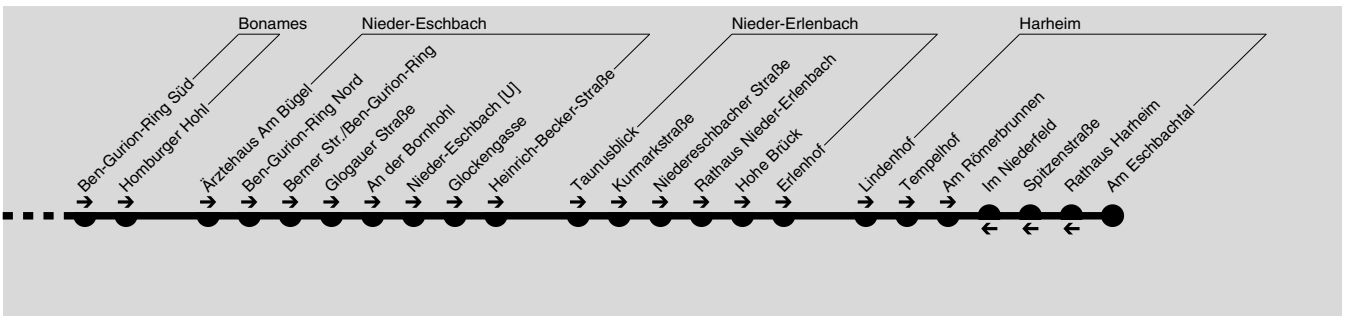 Bonames
Nieder-Eschbach
Nieder-Erlenbach
Harheim
Ben-Gurion-Ring Süd
Homburger Hohl
Ärztehaus Am Bügel
Ben-Gurion-Ring Nord
Berner Str./Ben-Gurion-Ring
Glogauer Straße
An der Bornhohl
Nieder-Eschbach [U]
Glockengasse
Heinrich-Becker-Straße
Taunusblick
Kurmarkstraße
Niedereschbacher Straße
Rathaus Nieder-Erlenbach
Hohe Brück
Erlenhof
Lindenhof
Tempelhof
Am Römerbrunnen
Im Niederfeld
Spitzenstraße
Rathaus Harheim
Am Eschbachtal